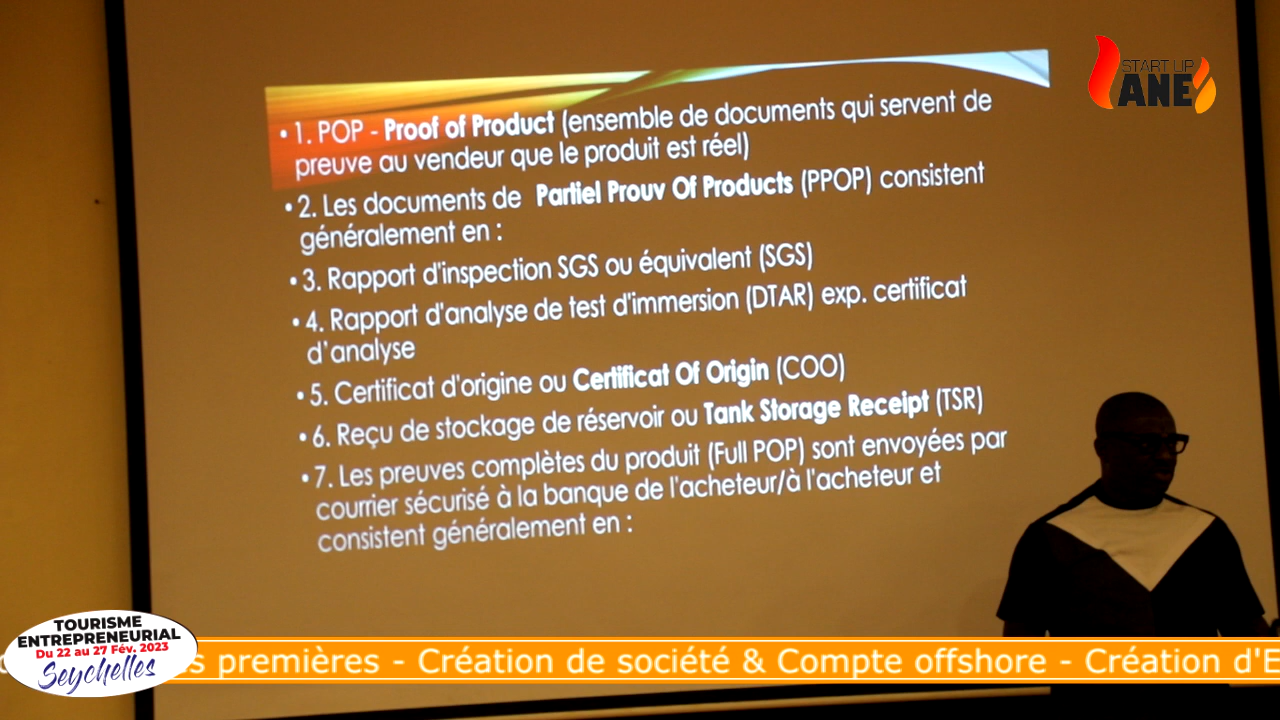 START UP
ANE
• 1. POP - Proof of Product (ensemble de documents qui servent de
preuve au vendeur que le produit est réel)
• 2. Les documents de Partiel Prouv Of Products (PPOP) consistent
généralement en :
• 3. Rapport d'inspection SGS ou équivalent (SGS)
• 4. Rapport d'analyse de test d'immersion (DTAR) exp. certificat
d'analyse
• 5. Certificat d'origine ou Certificat Of Origin (COO)
• 6. Reçu de stockage de réservoir ou Tank Storage Receipt (TSR)
• 7. Les preuves complètes du produit (Full POP) sont envoyées par
courrier sécurisé à la banque de l'acheteur/à l'acheteur et
consistent généralement en :
TOURISME
ENTREPRENEURIAL
Du 22 au 27 Fév. 2023
Seychelles
premières - Création de société & Compte offshore - Création d'E